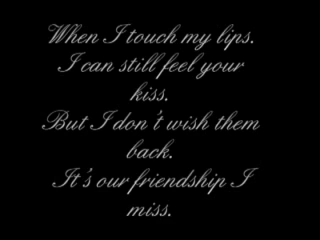 When I touch my lips.
I can still feel your
kiss.
But I don't wish them
back.
It's our friendship I
miss.